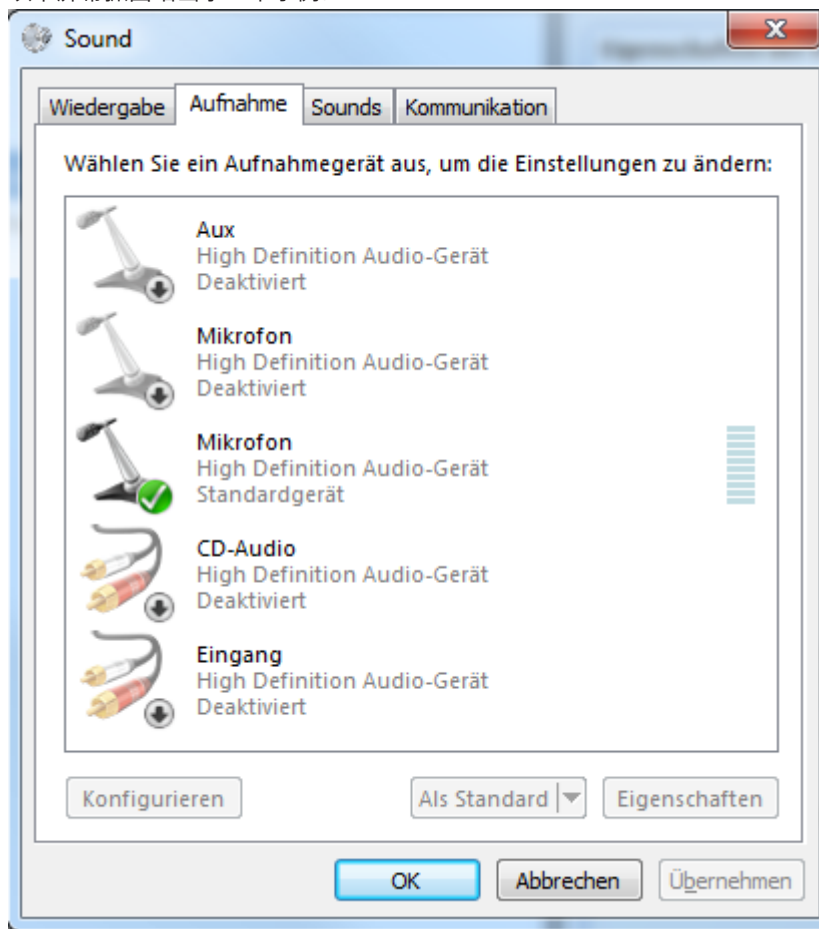 Sound
Wiedergabe Aufnahme Sounds Kommunikation
Wählen Sie ein Aufnahmegerät aus, um die Einstellungen zu ändern:
Aux
High Definition Audio-Gerät
Deaktiviert
Mikrofon
High Definition Audio-Gerät
Deaktiviert
Mikrofon
High Definition Audio-Gerät
Standardgerät
CD-Audio
High Definition Audio-Gerät
Deaktiviert
Eingang
High Definition Audio-Gerät
Deaktiviert
Konfigurieren Als Standard Eigenschaften
OK Abbrechen Übernehmen